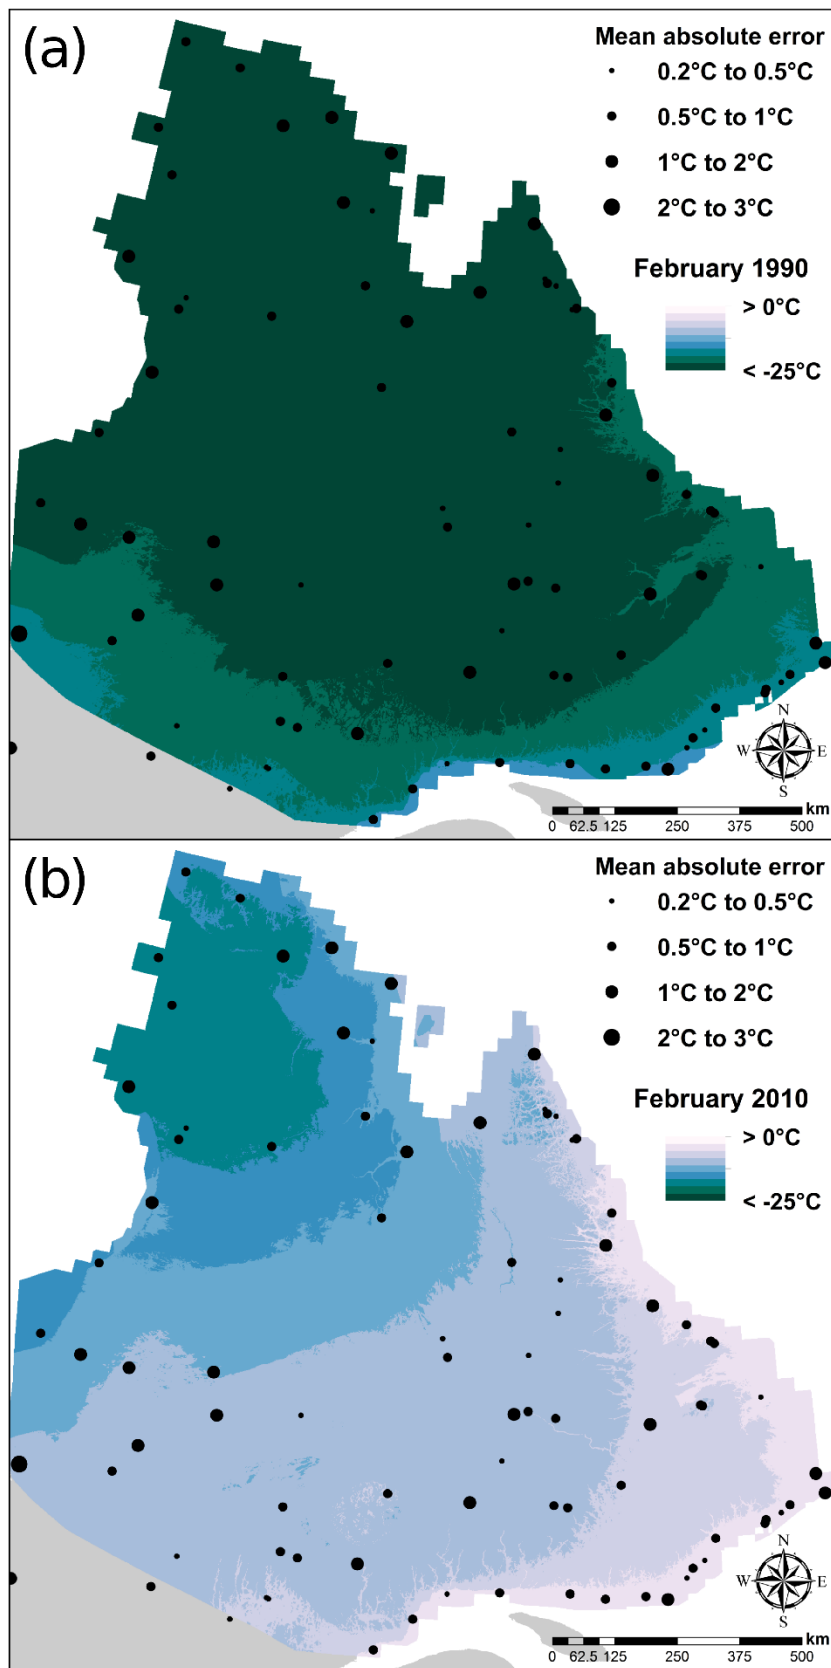 (a)
Mean absolute error
0.2°C to 0.5°C
0.5°C to 1°C
1°C to 2°C
2°C to 3°C
February 1990
> 0°C
< -25°C
N
W E
S
km
0 62.5 125 250 375 500
(b)
Mean absolute error
0.2°C to 0.5°C
0.5°C to 1°C
1°C to 2°C
2°C to 3°C
February 2010
> 0°C
< -25°C
N
W E
S
km
0 62.5 125 250 375 500